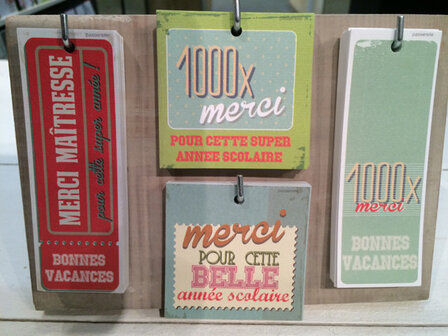 MERCI MAÎTRESSE
pour cette super année !
BONNES
VACANCES
1000x
merci
POUR CETTE SUPER
ANNEE SCOLAIRE
merci
POUR CETTE
BELLE
année scolaire
1000x
merci
BONNES
VACANCES